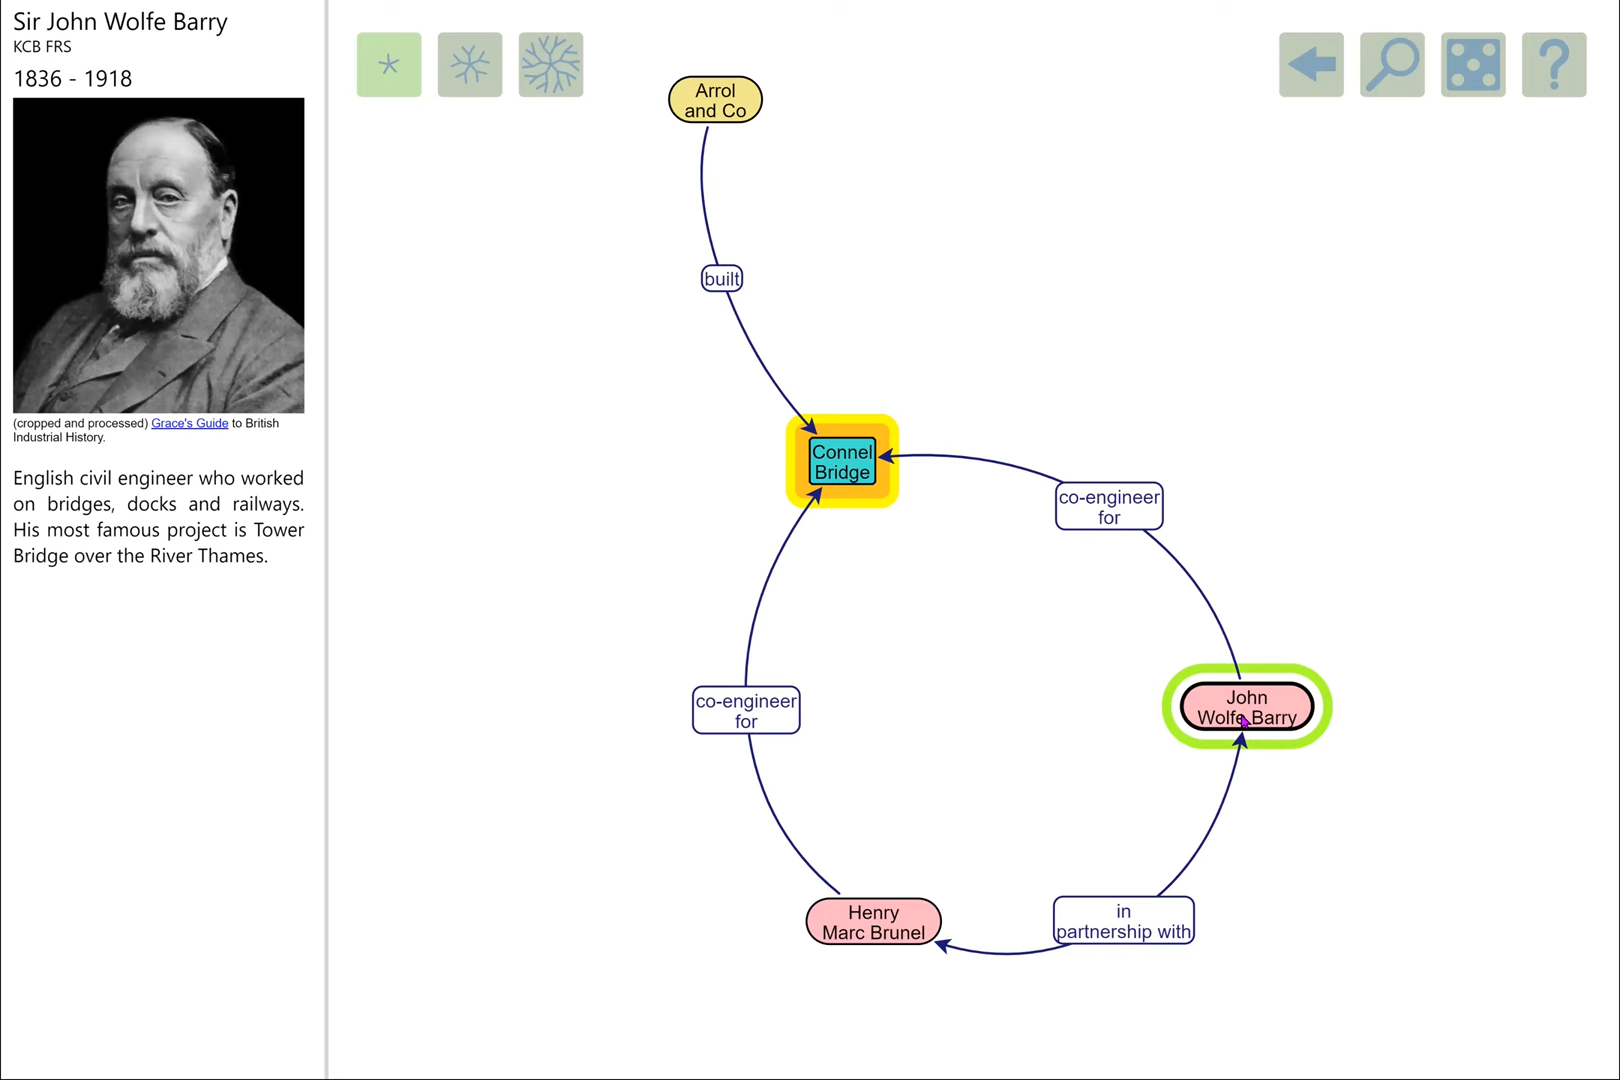 Sir John Wolfe Barry
KCB FRS
1836 - 1918
(cropped and processed) Grace's Guide to British
Industrial History.
English civil engineer who worked
on bridges, docks and railways.
His most famous project is Tower
Bridge over the River Thames.
Arrol
and Co
built
Connel
Bridge
co-engineer
for
co-engineer
for
John
Wolfe Barry
Henry
Marc Brunel
in
partnership with
?